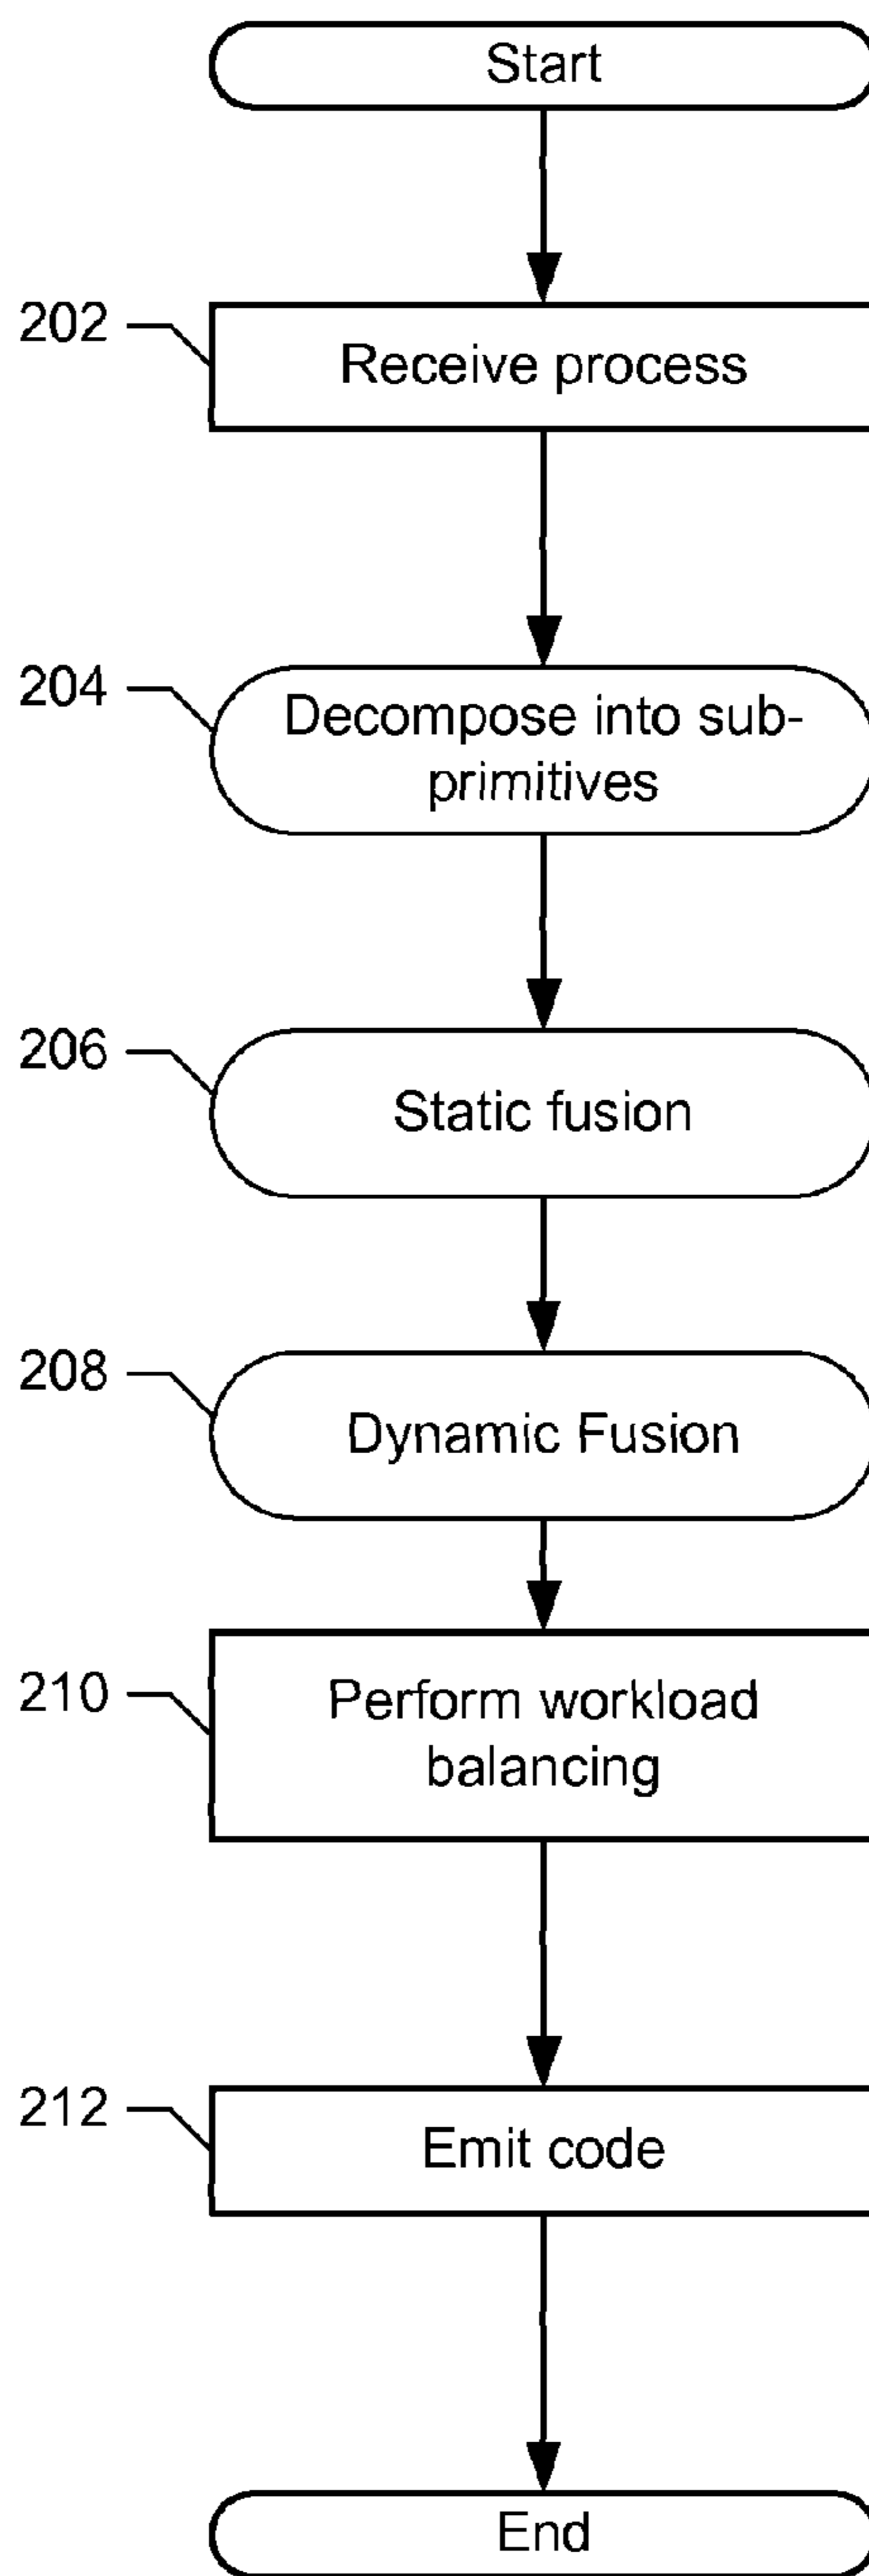 Start
202
Receive process
204
Decompose into sub-
primitives
206
Static fusion
208
Dynamic Fusion
210
Perform workload
balancing
212
Emit code
End